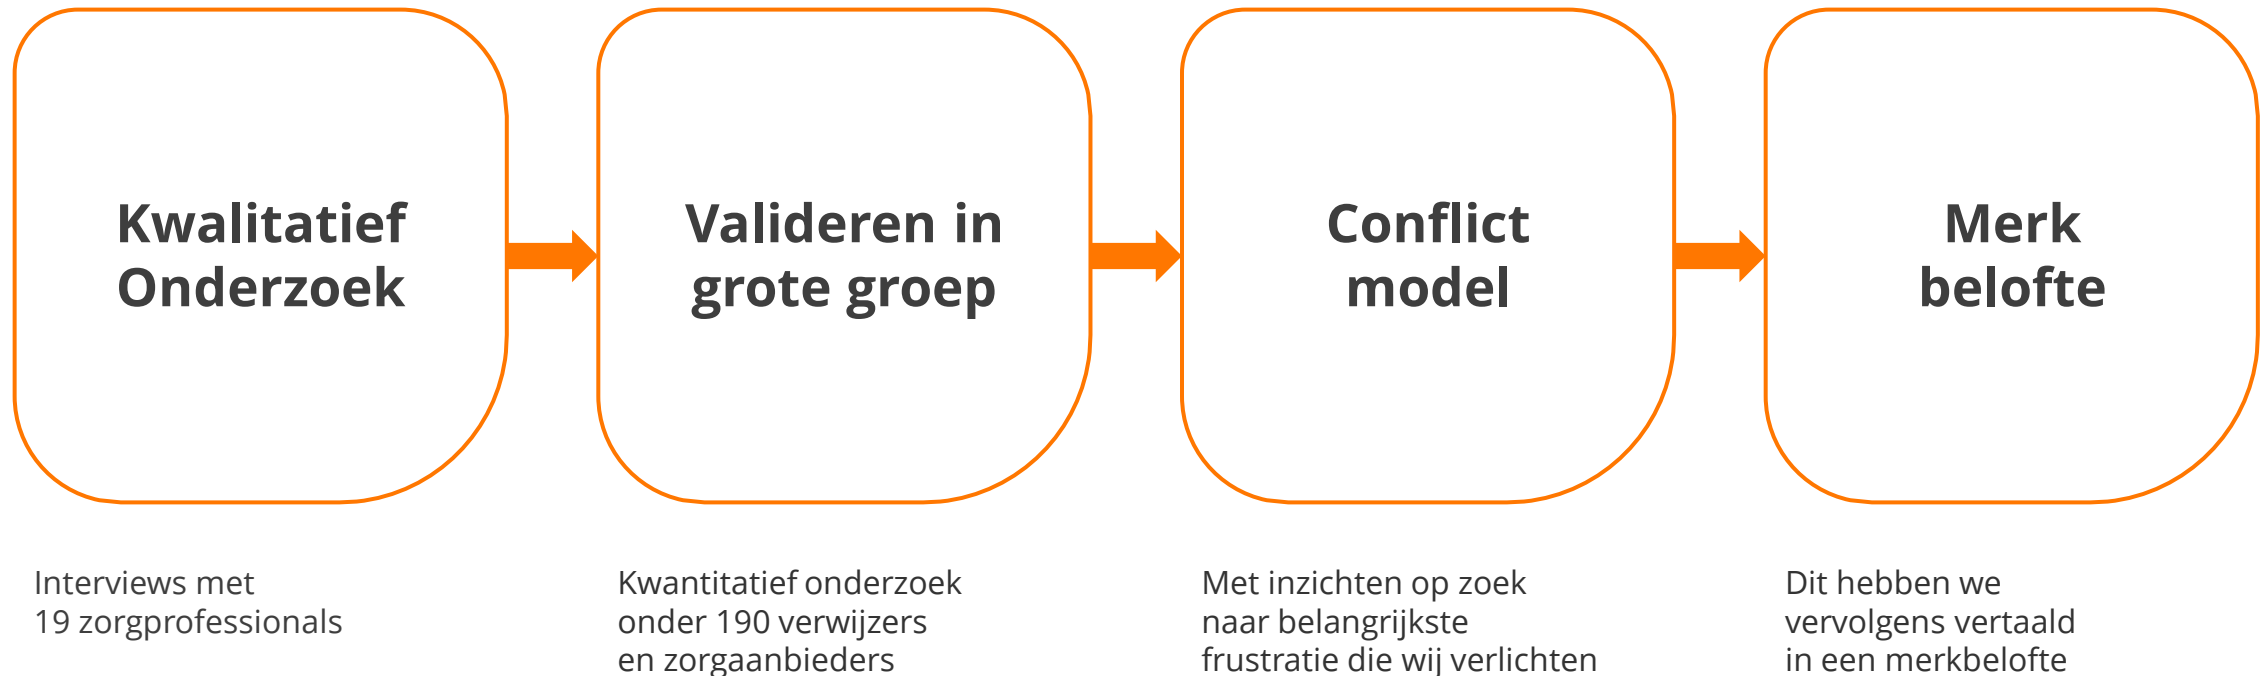 Kwalitatief
Onderzoek
Valideren in
grote groep
Conflict
model
Merk
belofte
Interviews met
19 zorgprofessionals
Kwantitatief onderzoek
onder 190 verwijzers
en zorgaanbieders
Met inzichten op zoek
naar belangrijkste
frustratie die wij verlichten
Dit hebben we
vervolgens vertaald
in een merkbelofte